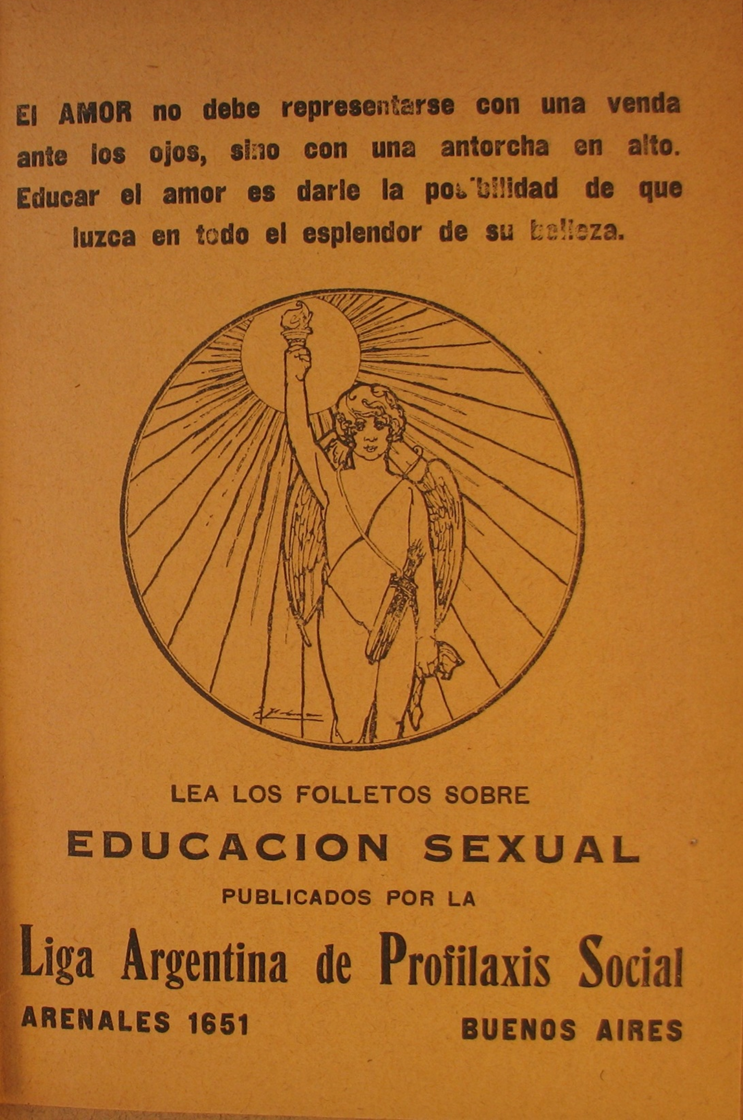 El AMOR no debe representarse con una venda
ante los ojos, sino con una antorcha en alto.
Educar el amor es darle la posibilidad de que
luzca en todo el esplendor de su belleza.
LEA LOS FOLLETOS SOBRE
EDUCACION SEXUAL
PUBLICADOS POR LA
Liga Argentina de Profilaxis Social
ARENALES 1651 BUENOS AIRES